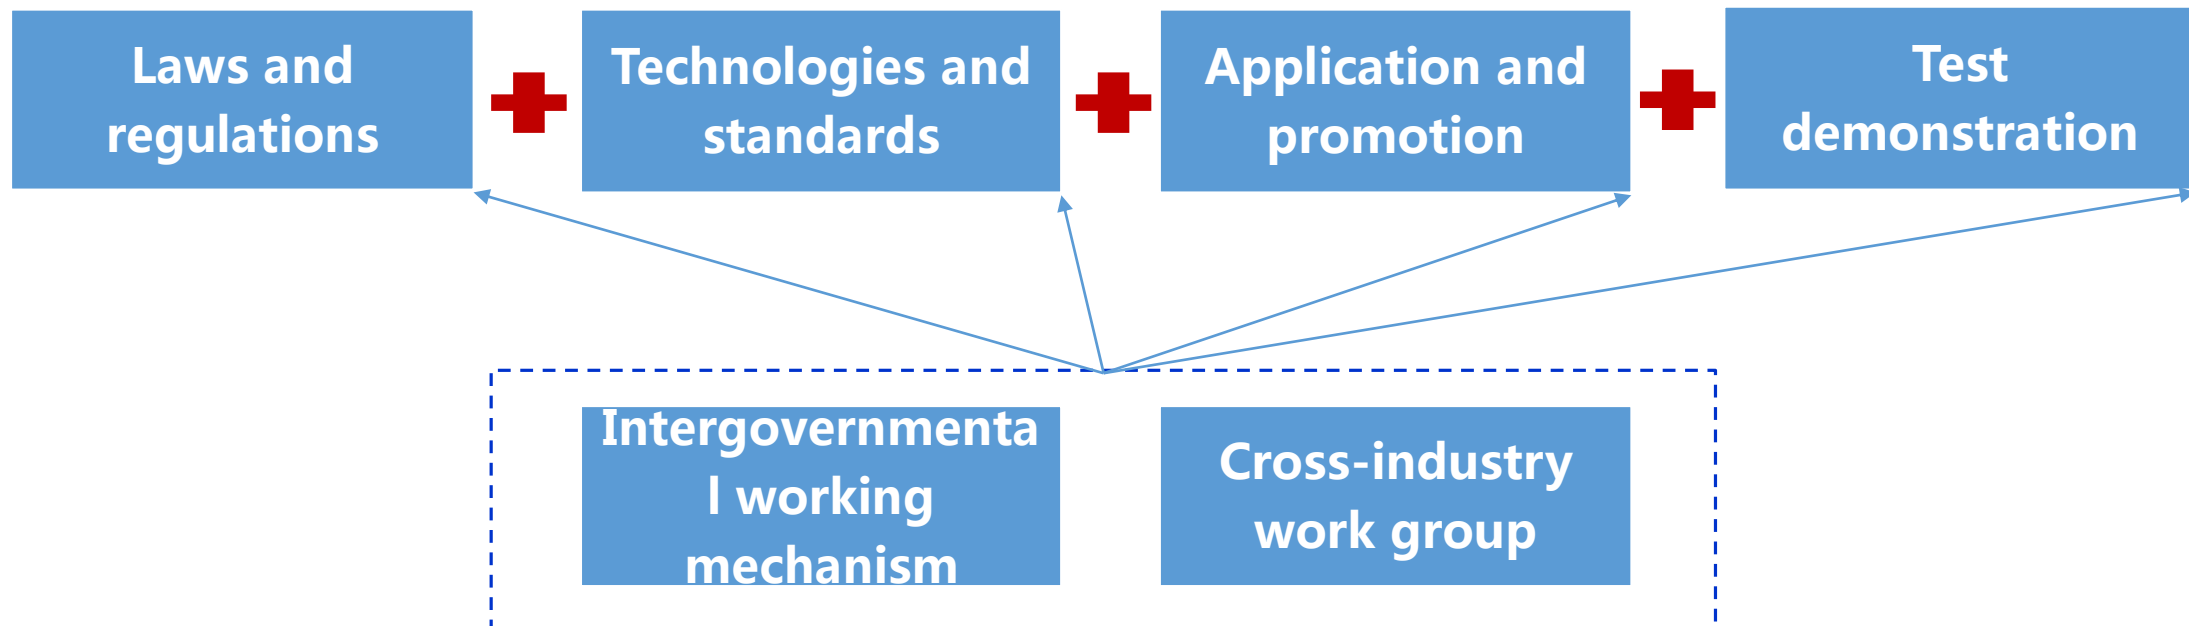 Laws and
regulations
Technologies and
standards
Application and
promotion
Test
demonstration
Intergovernmenta
l working
mechanism
Cross-industry
work group